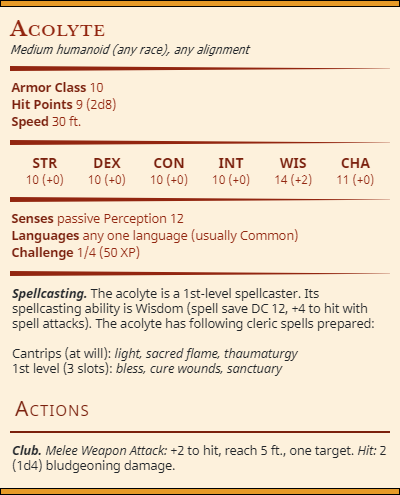 Acolyte
Medium humanoid (any race), any alignment
Armor Class 10
Hit Points 9 (2d8)
Speed 30 ft.
STR DEX CON INT WIS CHA
10 (+0) 10 (+0) 10 (+0) 10 (+0) 14 (+2) 11 (+0)
Senses passive Perception 12
Languages any one language (usually Common)
Challenge 1/4 (50 XP)
Spellcasting. The acolyte is a 1st-level spellcaster. Its
spellcasting ability is Wisdom (spell save DC 12, +4 to hit with
spell attacks). The acolyte has following cleric spells prepared:
Cantrips (at will): light, sacred flame, thaumaturgy
1st level (3 slots): bless, cure wounds, sanctuary
Actions
Club. Melee Weapon Attack: +2 to hit, reach 5 ft., one target. Hit: 2
(1d4) bludgeoning damage.